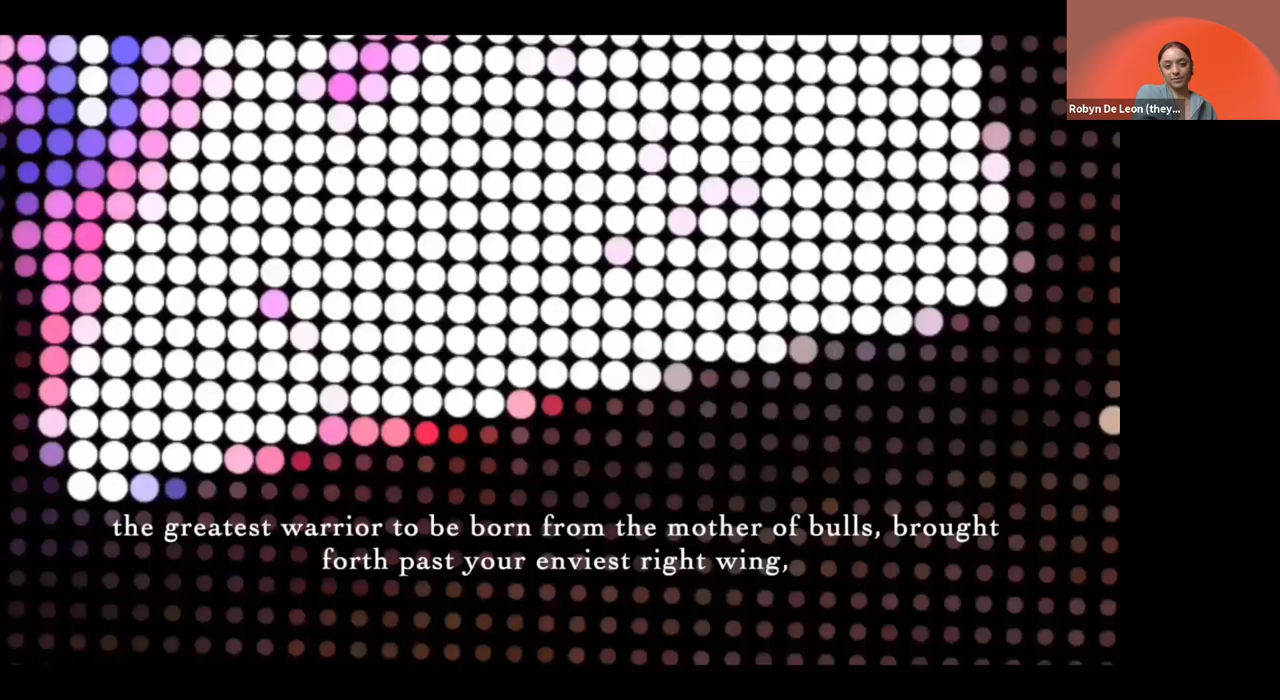 Robyn De Leon (they...
the greatest warrior to be born from the mother of bulls, brought
forth past your enviest right wing,